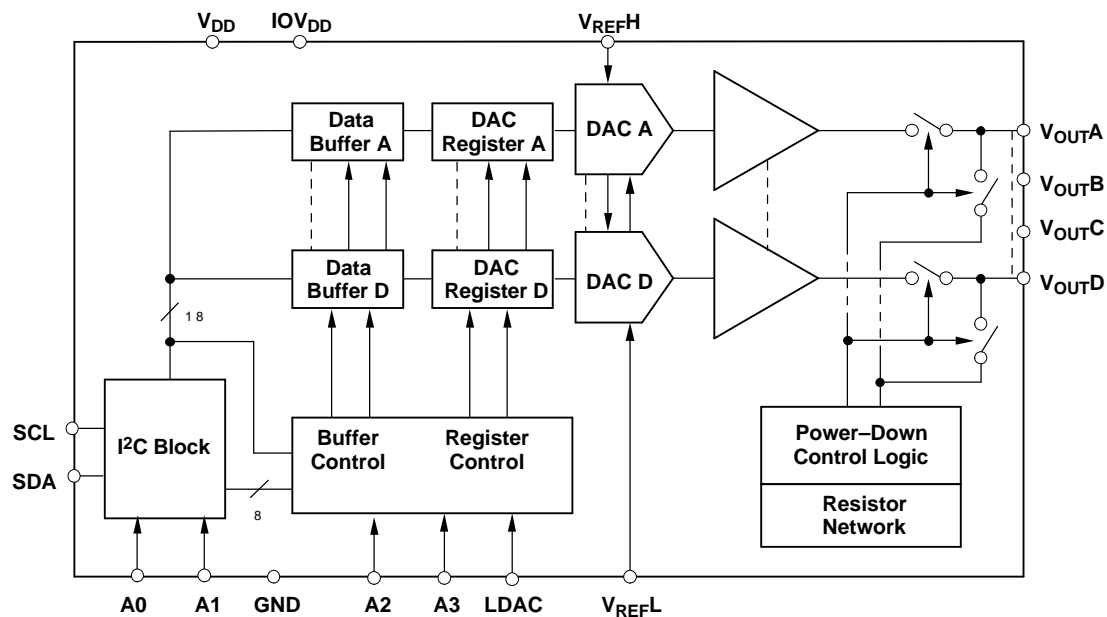 VDD
IOVDD
VREFH
Data
Buffer A
DAC
Register A
DAC A
VOUTA
VOUTB
VOUTC
Data
Buffer D
DAC
Register D
DAC D
VOUTD
18
SCL
SDA
I2C Block
Buffer
Control
Register
Control
8
Power–Down
Control Logic
Resistor
Network
A0
A1
GND
A2
A3
LDAC
VREFL